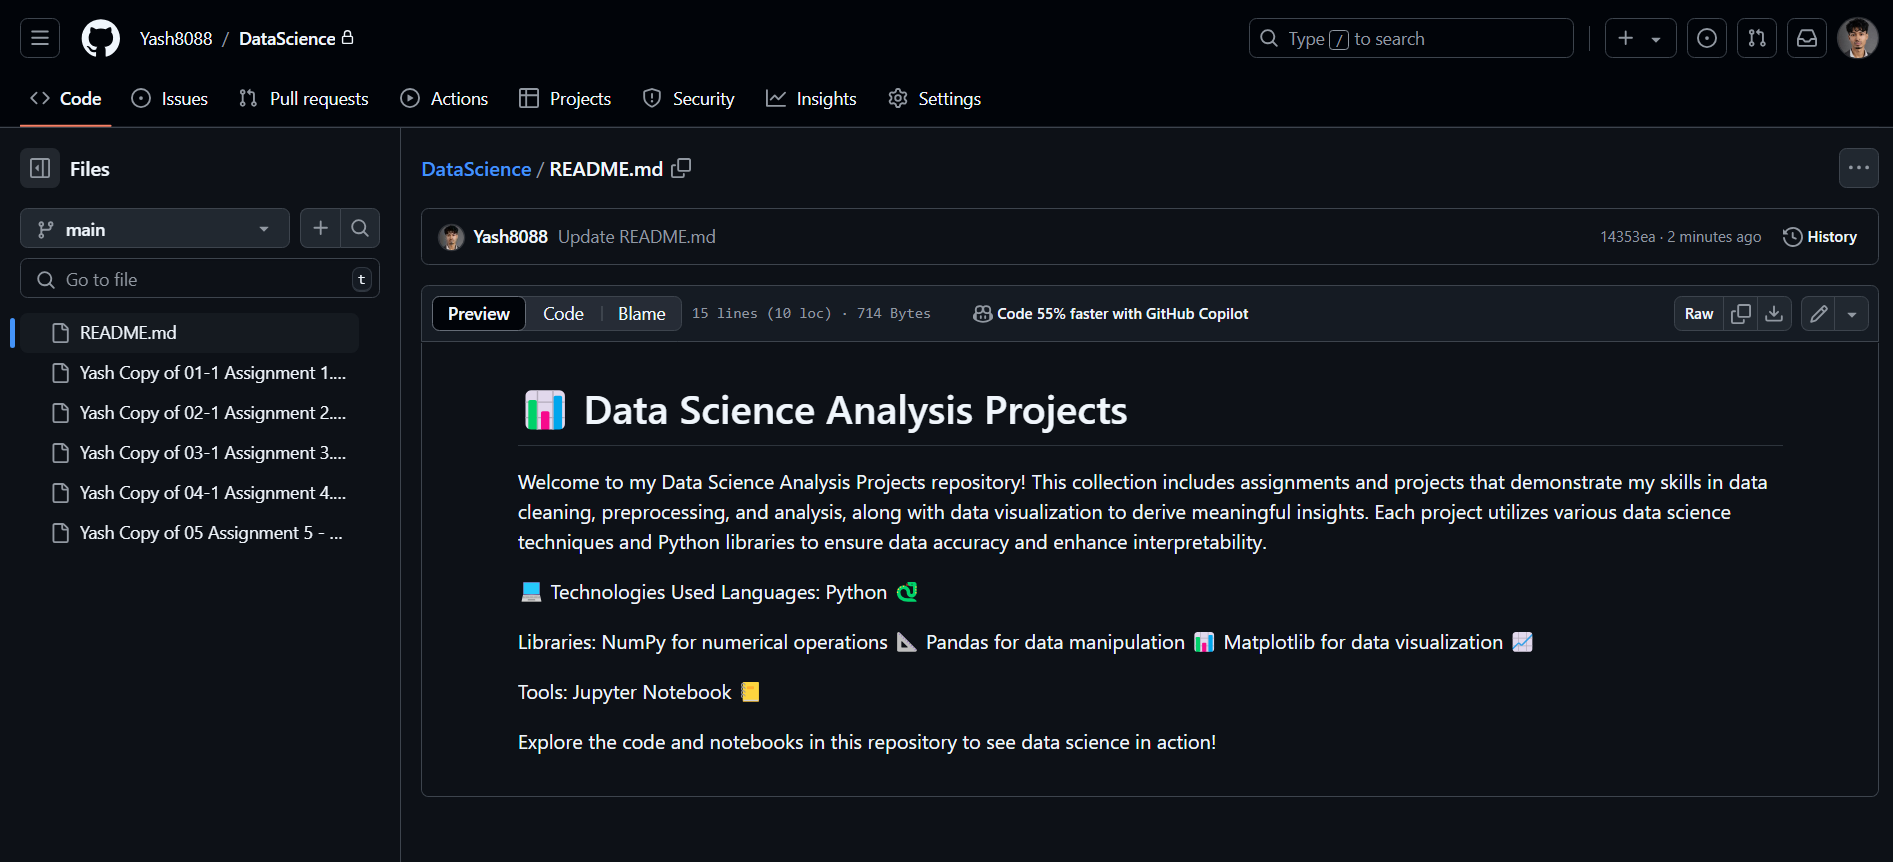 Yash8088 / DataScience
Type / to search
Code Issues Pull requests Actions Projects Security Insights Settings
Files
main
Go to file t
README.md
Yash Copy of 01-1 Assignment 1....
Yash Copy of 02-1 Assignment 2....
Yash Copy of 03-1 Assignment 3....
Yash Copy of 04-1 Assignment 4....
Yash Copy of 05 Assignment 5 - ...
DataScience / README.md
Yash8088 Update README.md
14353ea · 2 minutes ago History
Preview Code Blame 15 lines (10 loc) · 714 Bytes Code 55% faster with GitHub Copilot Raw
📊 Data Science Analysis Projects
Welcome to my Data Science Analysis Projects repository! This collection includes assignments and projects that demonstrate my skills in data
cleaning, preprocessing, and analysis, along with data visualization to derive meaningful insights. Each project utilizes various data science
techniques and Python libraries to ensure data accuracy and enhance interpretability.
💻 Technologies Used Languages: Python 🐍
Libraries: NumPy for numerical operations 📐 Pandas for data manipulation 📊 Matplotlib for data visualization 📈
Tools: Jupyter Notebook 📒
Explore the code and notebooks in this repository to see data science in action!